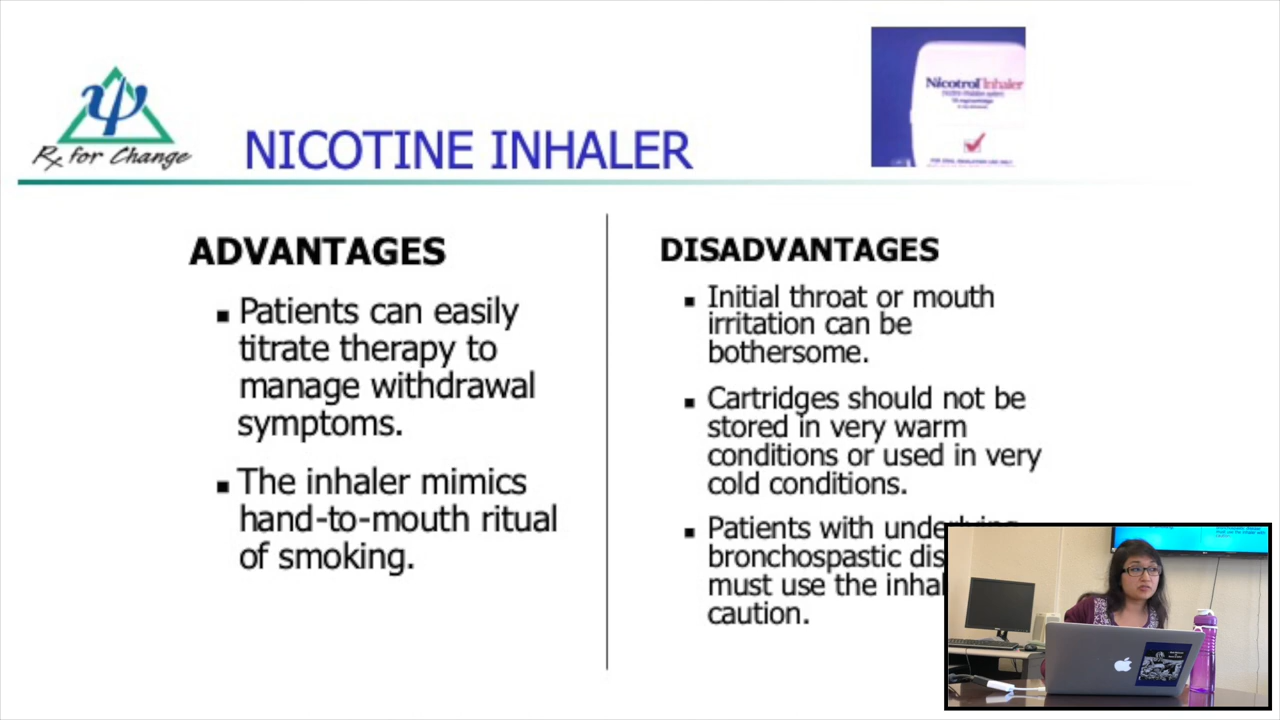 Rx for Change
NICOTINE INHALER
Nicotrol Inhaler
ADVANTAGES
■ Patients can easily
titrate therapy to
manage withdrawal
symptoms.
■ The inhaler mimics
hand-to-mouth ritual
of smoking.
DISADVANTAGES
■ Initial throat or mouth
irritation can be
bothersome.
■ Cartridges should not be
stored in very warm
conditions or used in very
cold conditions.
■ Patients with underlying
bronchospastic dis
must use the inhal
caution.